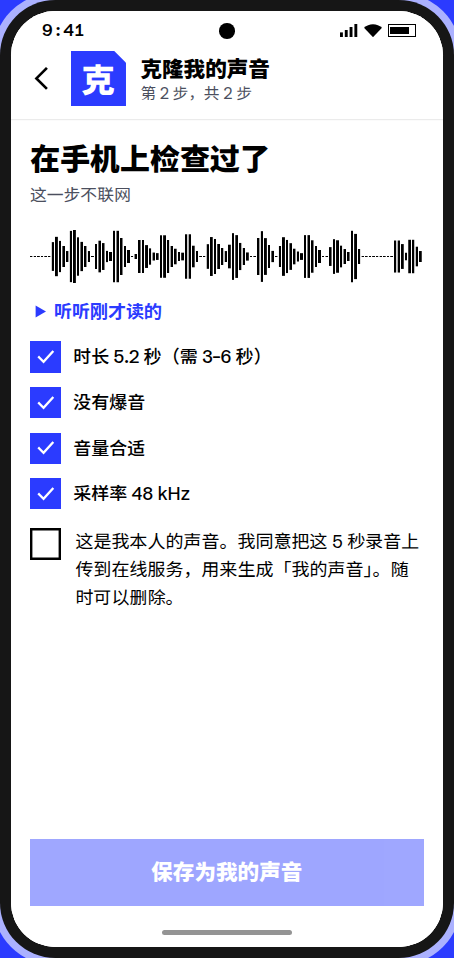 9:41
克
克隆我的声音
第 2 步，共 2 步
在手机上检查过了
这一步不联网
听听刚才读的
时长 5.2 秒（需 3-6 秒）
没有爆音
音量合适
采样率 48 kHz
这是我本人的声音。我同意把这 5 秒录音上
传到在线服务，用来生成「我的声音」。随
时可以删除。
保存为我的声音